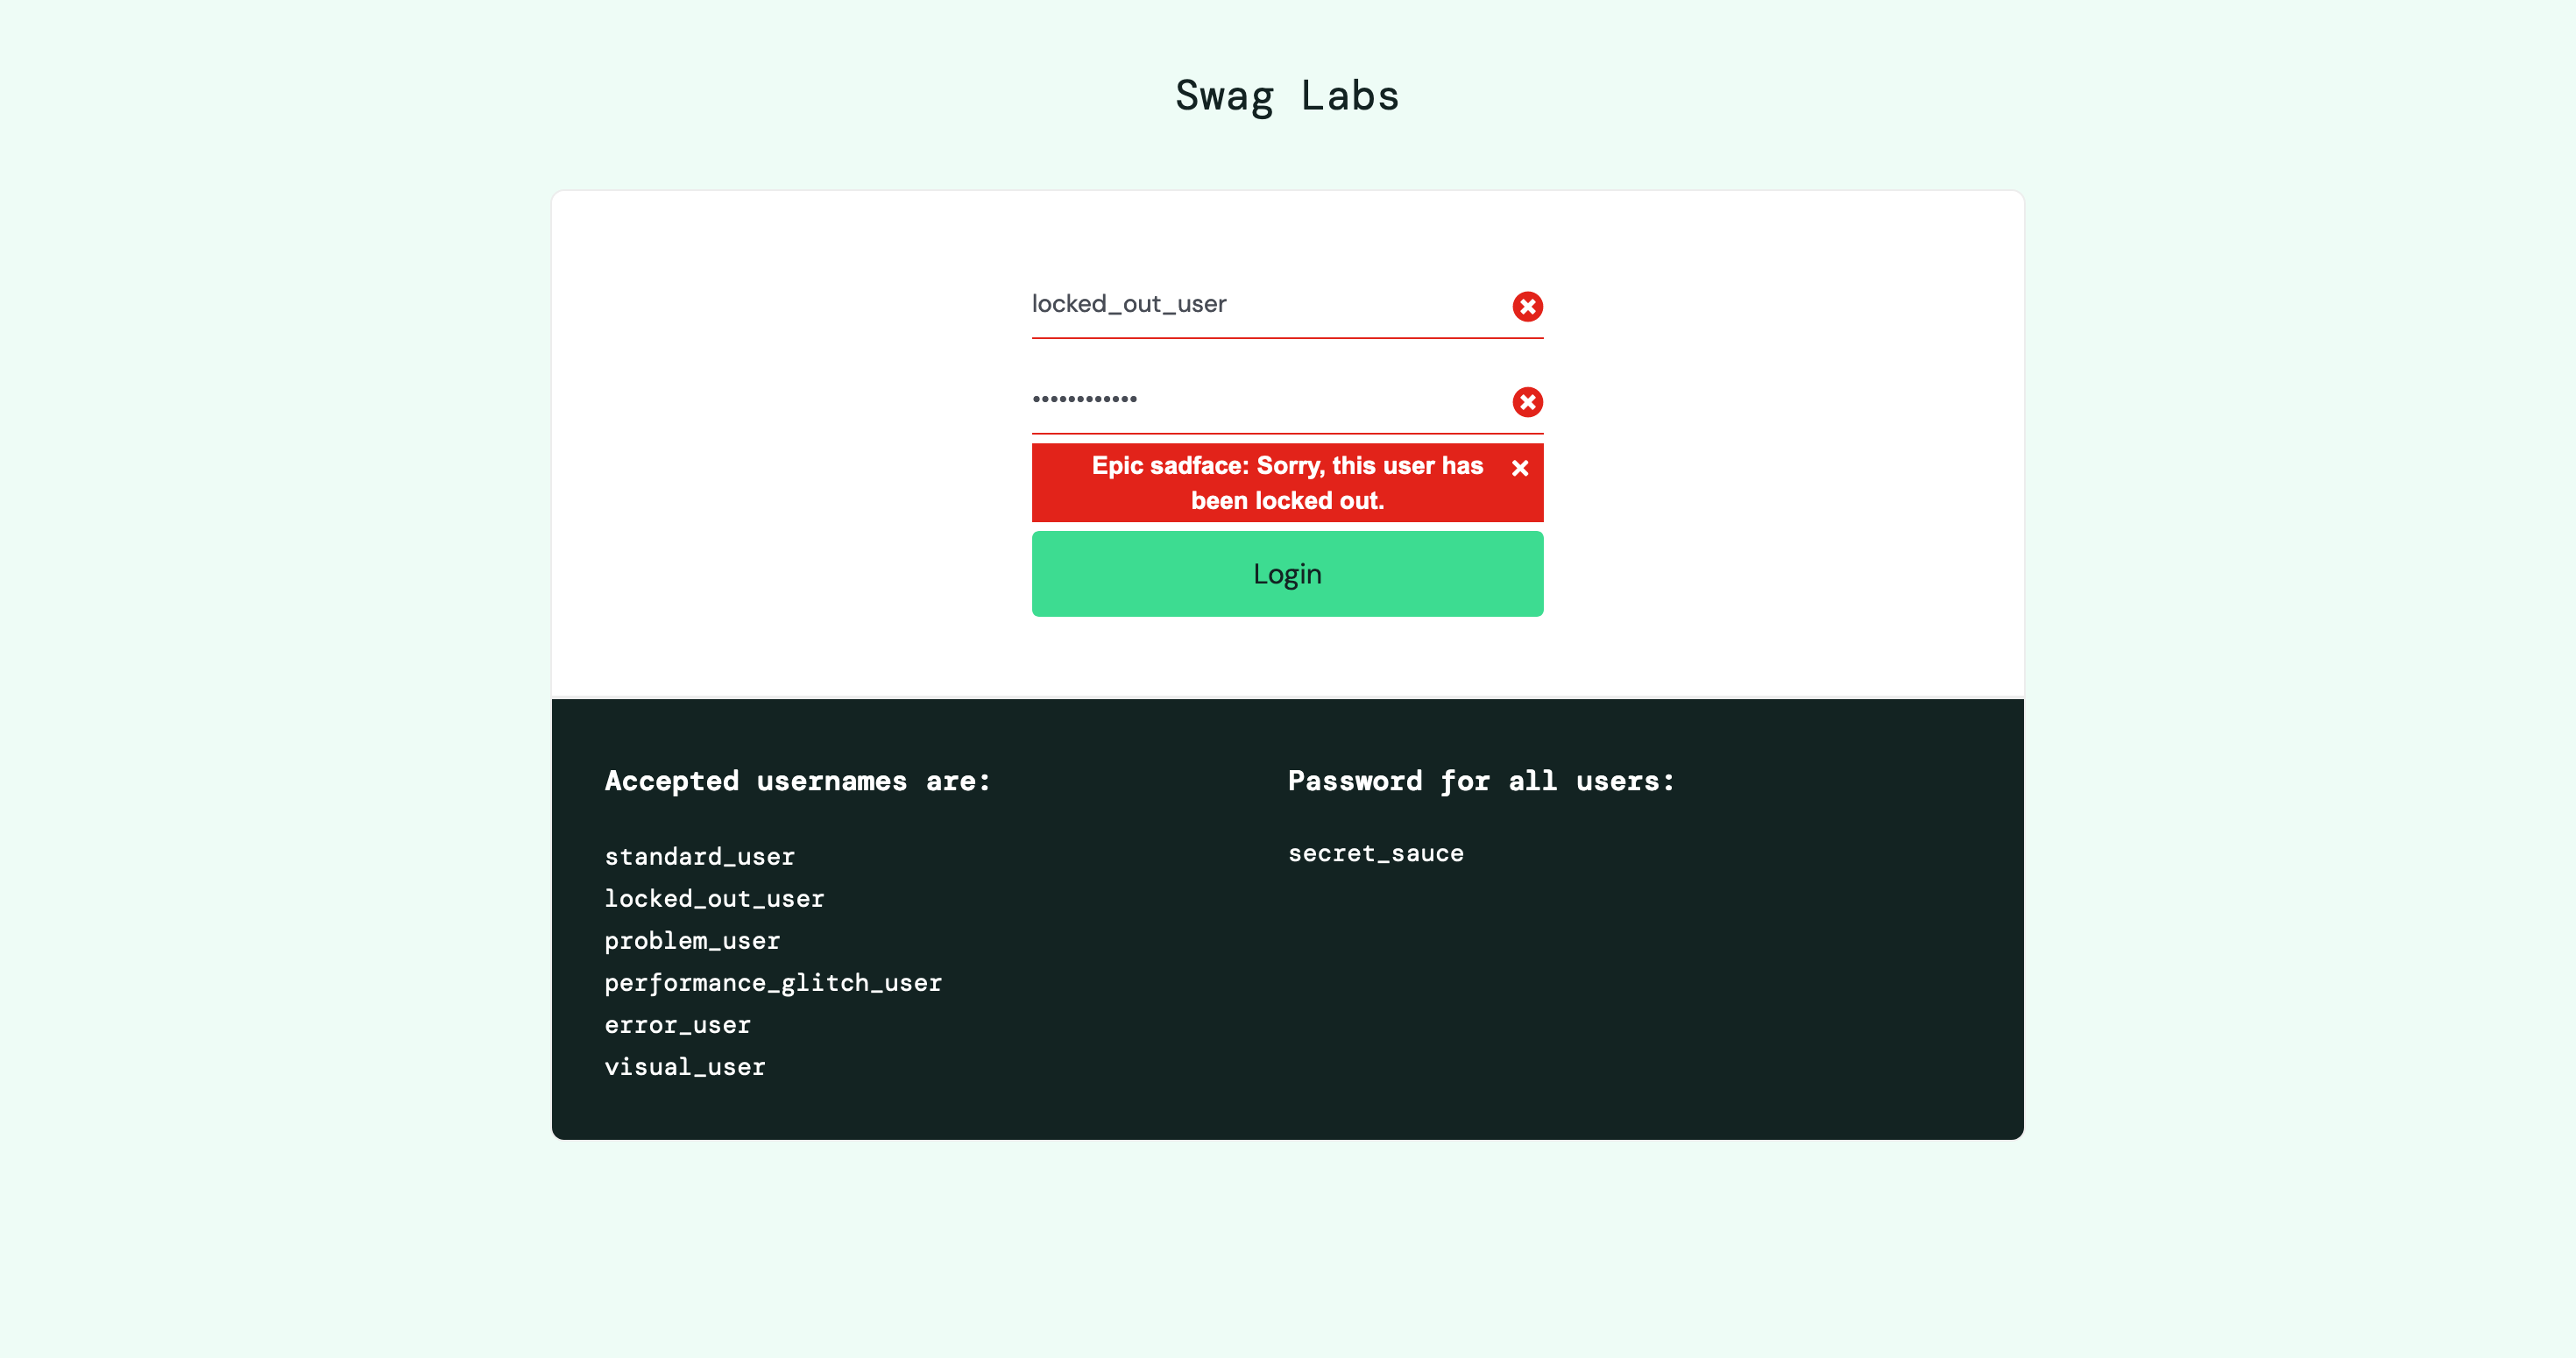 Swag Labs
locked_out_user
••••••••••••
Epic sadface: Sorry, this user has
been locked out.
Login
Accepted usernames are:
standard_user
locked_out_user
problem_user
performance_glitch_user
error_user
visual_user
Password for all users:
secret_sauce